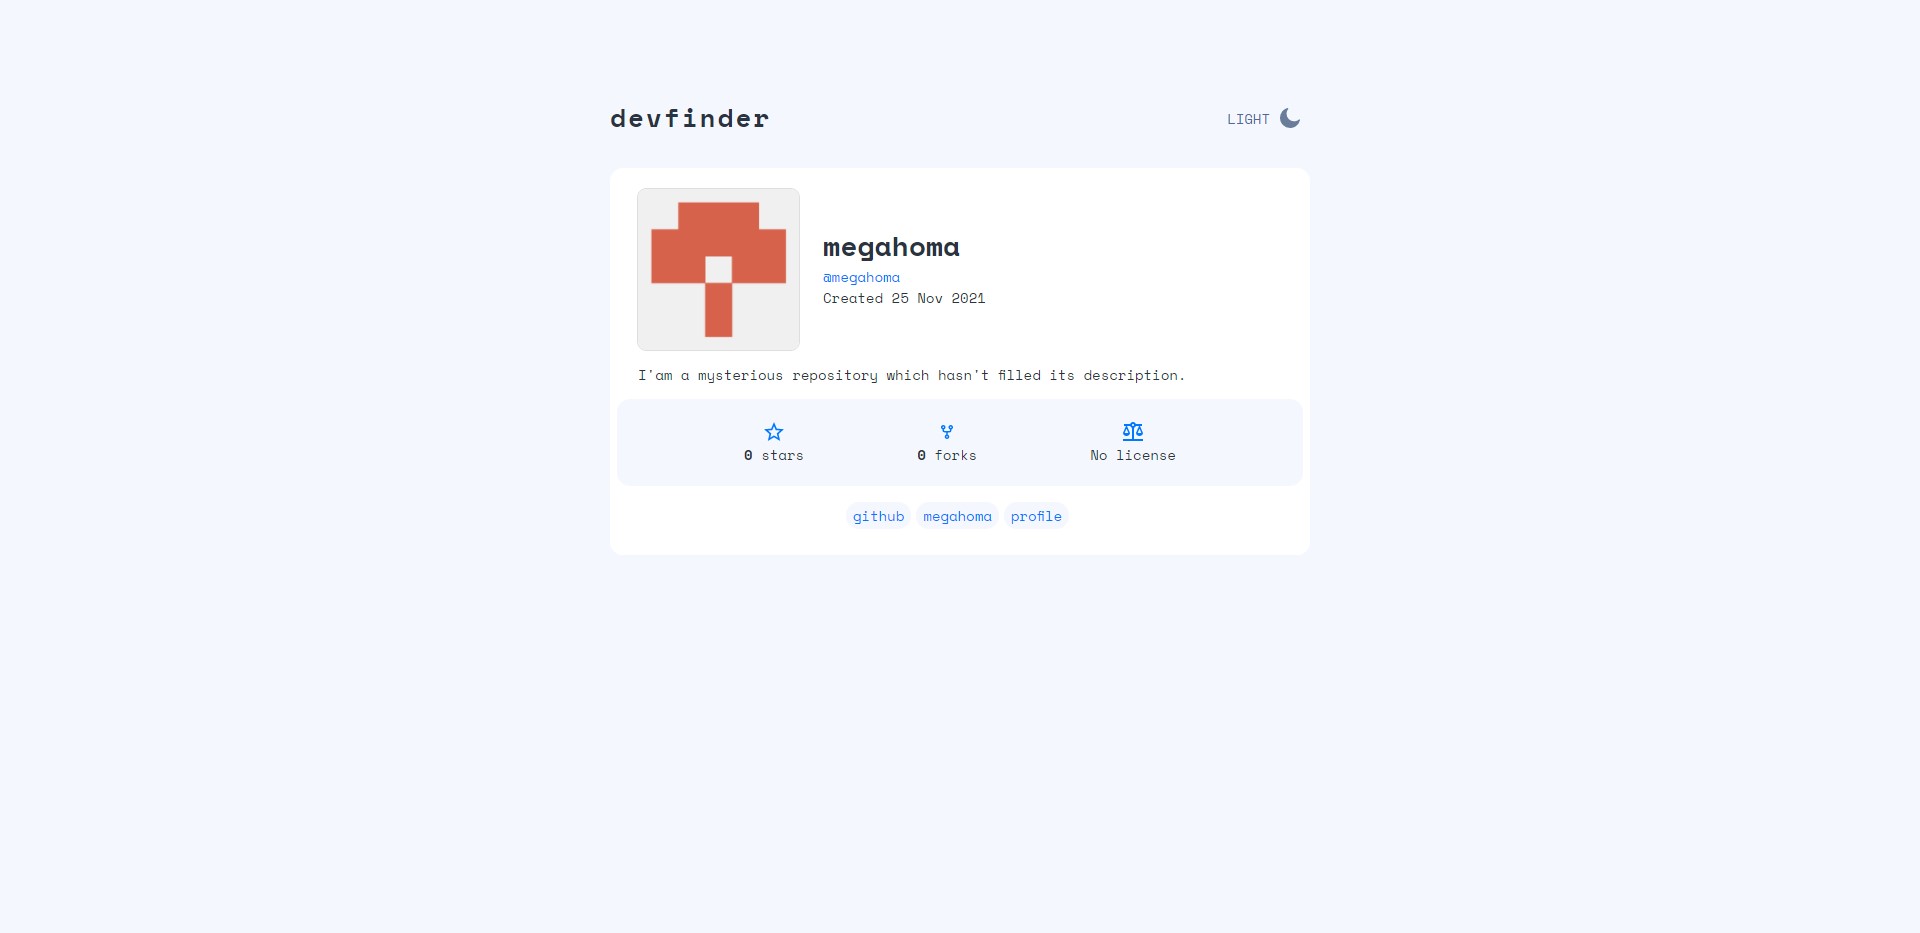 devfinder
LIGHT
megahoma
@megahoma
Created 25 Nov 2021
I'am a mysterious repository which hasn't filled its description.
0 stars
0 forks
No license
github megahoma profile